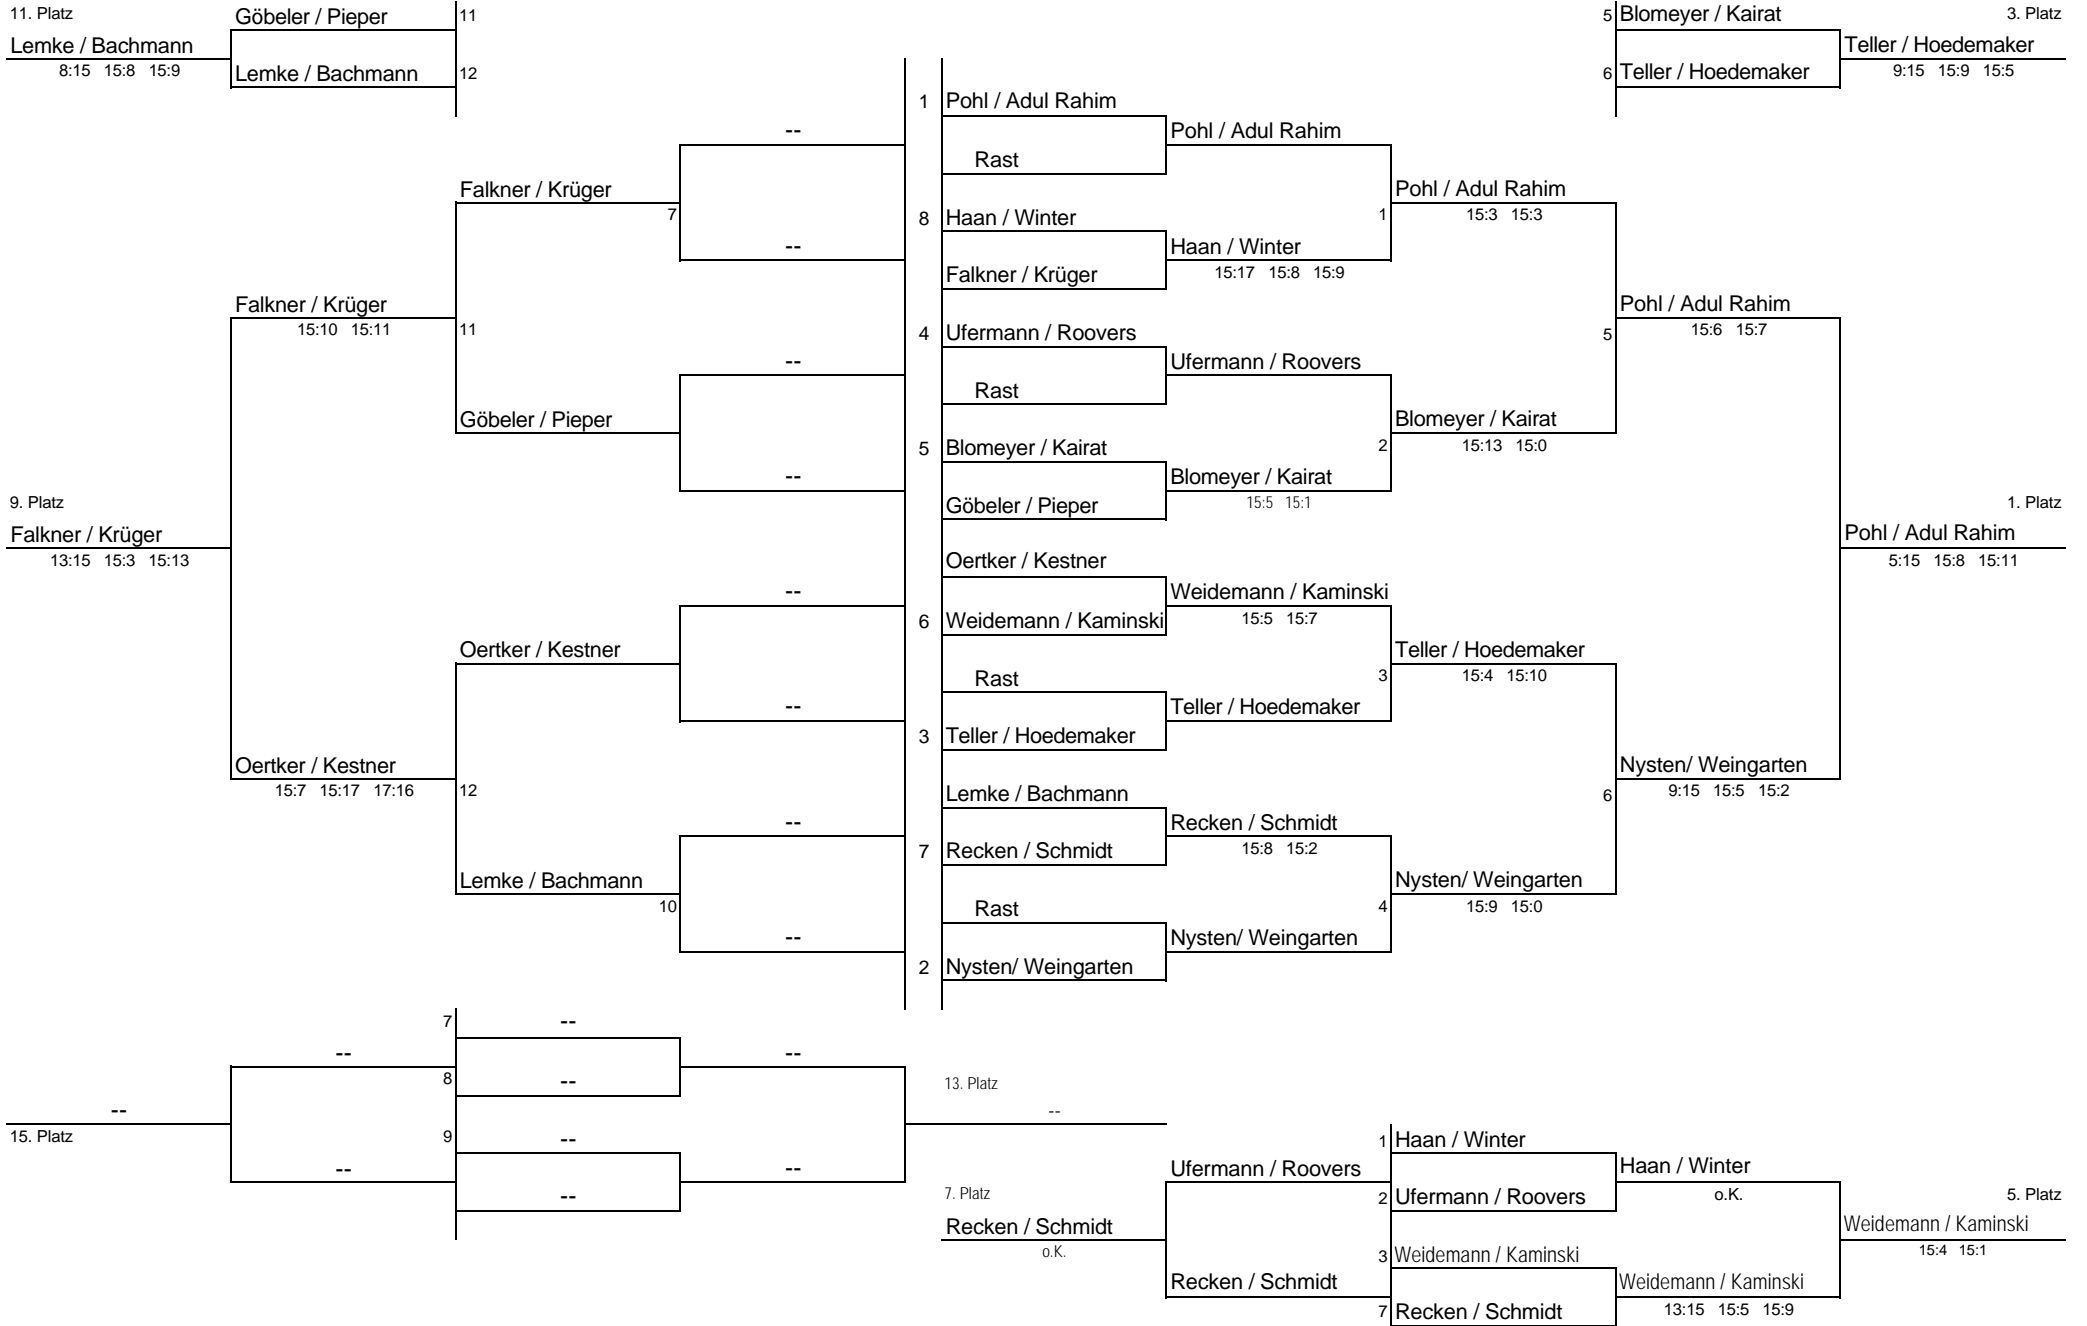 11. Platz
Göbeler / Pieper 11
Lemke / Bachmann
8:15 15:8 15:9
Lemke / Bachmann 12
5 Blomeyer / Kairat
3. Platz
Teller / Hoedemaker
9:15 15:9 15:5
6 Teller / Hoedemaker
1 Pohl / Adul Rahim
--
Pohl / Adul Rahim
Rast
Falkner / Krüger
7
Pohl / Adul Rahim
15:3 15:3
1
8 Haan / Winter
--
Haan / Winter
15:17 15:8 15:9
Falkner / Krüger
Falkner / Krüger
15:10 15:11
11
Pohl / Adul Rahim
15:6 15:7
5
4 Ufermann / Roovers
--
Ufermann / Roovers
Rast
Göbeler / Pieper
Blomeyer / Kairat
15:13 15:0
2
5 Blomeyer / Kairat
--
Blomeyer / Kairat
15:5 15:1
Göbeler / Pieper
9. Platz
Falkner / Krüger
13:15 15:3 15:13
1. Platz
Pohl / Adul Rahim
5:15 15:8 15:11
Oertker / Kestner
--
Weidemann / Kaminski
15:5 15:7
6 Weidemann / Kaminski
Oertker / Kestner
Teller / Hoedemaker
15:4 15:10
3
Rast
--
Teller / Hoedemaker
3 Teller / Hoedemaker
Oertker / Kestner
15:7 15:17 17:16
12
Nysten/ Weingarten
9:15 15:5 15:2
6
Lemke / Bachmann
--
Recken / Schmidt
15:8 15:2
7 Recken / Schmidt
Lemke / Bachmann
10
Nysten/ Weingarten
15:9 15:0
4
Rast
--
Nysten/ Weingarten
2 Nysten/ Weingarten
7 --
--
--
8 --
13. Platz
--
--
15. Platz
9 --
--
--
--
1 Haan / Winter
Ufermann / Roovers
Haan / Winter
o.K.
2 Ufermann / Roovers
7. Platz
Recken / Schmidt
o.K.
5. Platz
Weidemann / Kaminski
15:4 15:1
3 Weidemann / Kaminski
Recken / Schmidt
Weidemann / Kaminski
13:15 15:5 15:9
7 Recken / Schmidt